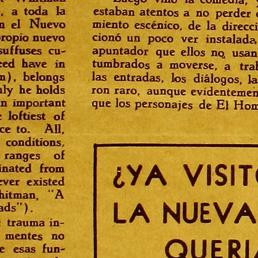 , a toda la
n el Nuevo
propio nuevo
suffuses cu-
eed have in
m), belongs
ly he holds
n important
e loftiest of
ce to. All,
conditions,
ranges of
inated from
ever existed
hitman, "A
ads").
trauma in-
mentes no
e esas fun-
Luego vino la comedia, y
estaban atentos a no perder
miento escénico, de la direcci
cionó un poco ver instalada
apuntador que ellos no usan
tumbrados a moverse, a trab
las entradas, los diálogos, la
ron raro, aunque evidentemen
que los personajes de El Hom
¿YA VISITO
LA NUEVA
QUERIA